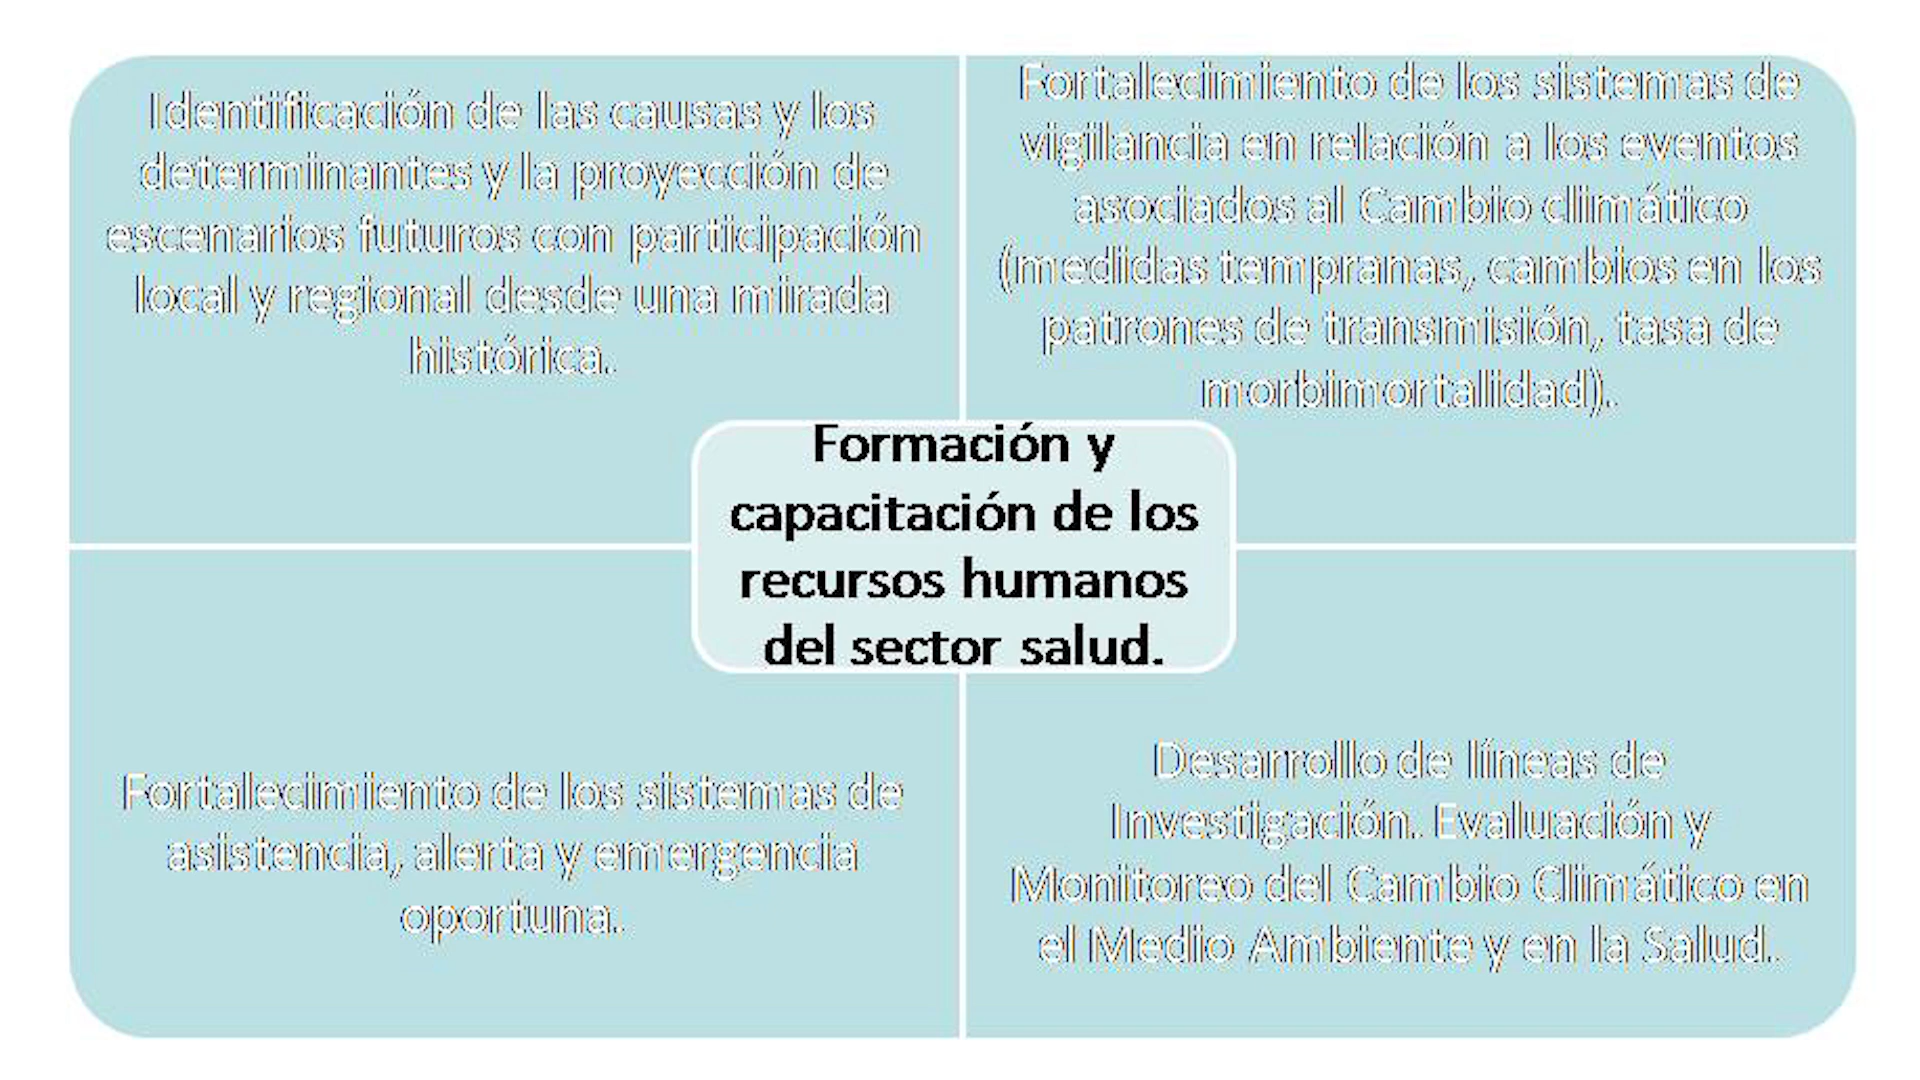 Identificación de las causas y los
determinantes y la proyección de
escenarios futuros con participación
local y regional desde una mirada
histórica.
Fortalecimiento de los sistemas de
vigilancia en relación a los eventos
asociados al Cambio climático
(medidas tempranas, cambios en los
patrones de transmisión, tasa de
morbimortalidad).
Formación y
capacitación de los
recursos humanos
del sector salud.
Fortalecimiento de los sistemas de
asistencia, alerta y emergencia
oportuna.
Desarrollo de líneas de
Investigación. Evaluación y
Monitoreo del Cambio Climático en
el Medio Ambiente y en la Salud.